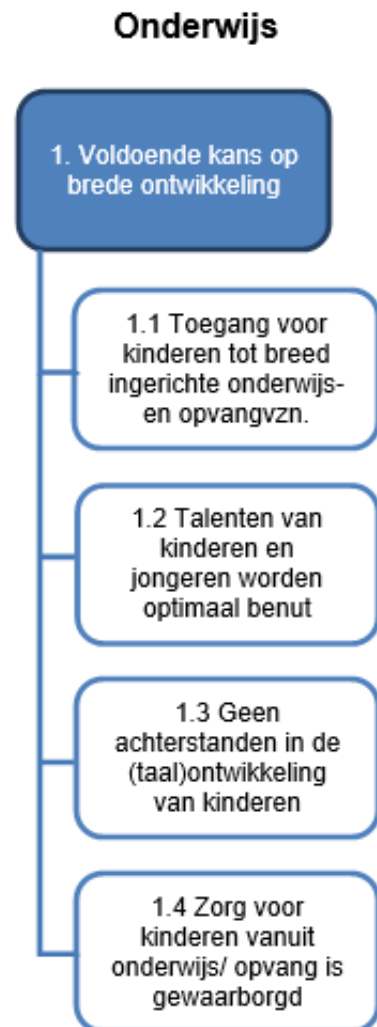 Onderwijs
1. Voldoende kans op
brede ontwikkeling
1.1 Toegang voor
kinderen tot breed
ingerichte onderwijs-
en opvangvzn.
1.2 Talenten van
kinderen en
jongeren worden
optimaal benut
1.3 Geen
achterstanden in de
(taal)ontwikkeling
van kinderen
1.4 Zorg voor
kinderen vanuit
onderwijs/ opvang is
gewaarborgd